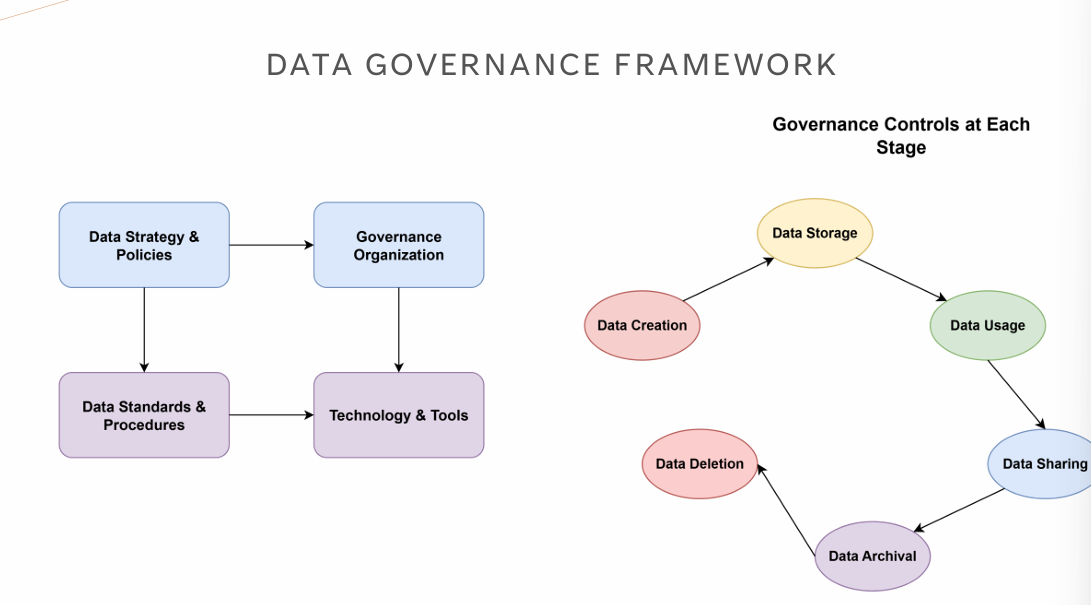 DATA GOVERNANCE FRAMEWORK
Governance Controls at Each
Stage
Data Strategy &
Policies
Governance
Organization
Data Standards &
Procedures
Technology & Tools
Data Storage
Data Creation
Data Usage
Data Deletion
Data Sharing
Data Archival